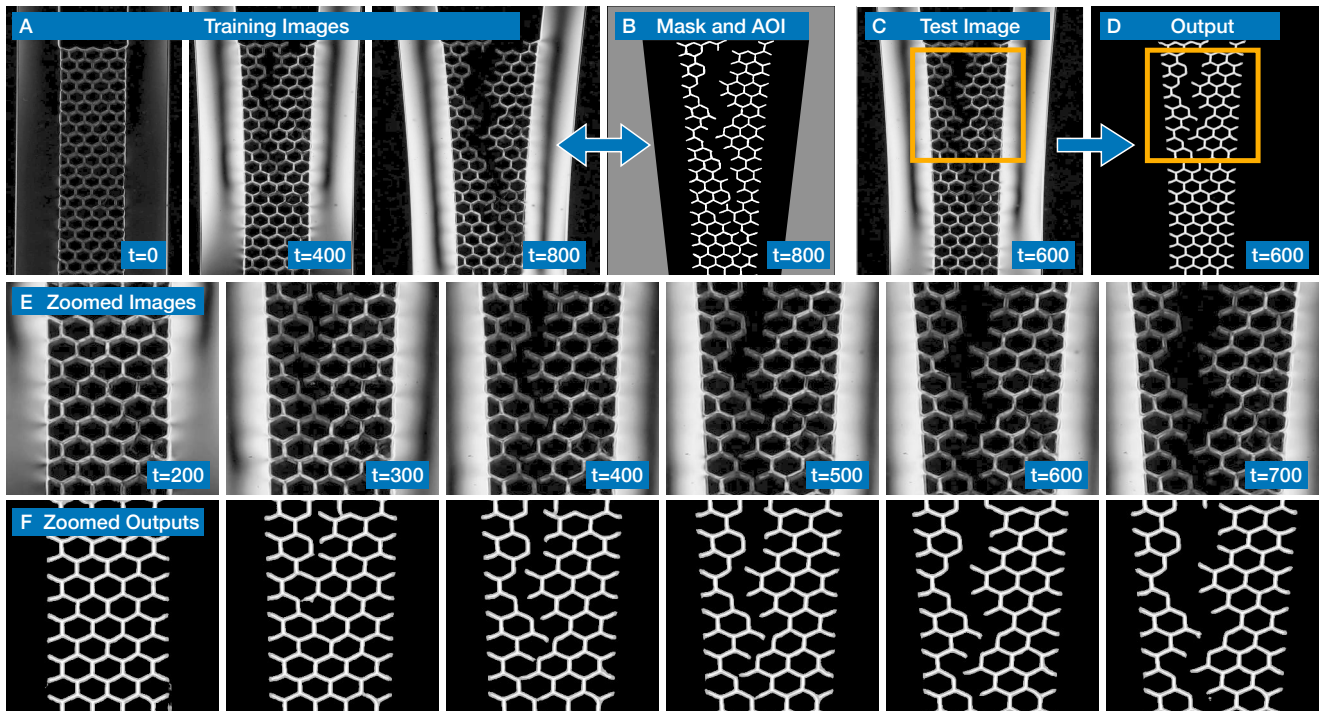 A Training Images
B Mask and AOI
C Test Image
D Output
t=0
t=400
t=800
t=800
t=600
t=600
E Zoomed Images
t=200
t=300
t=400
t=500
t=600
t=700
F Zoomed Outputs